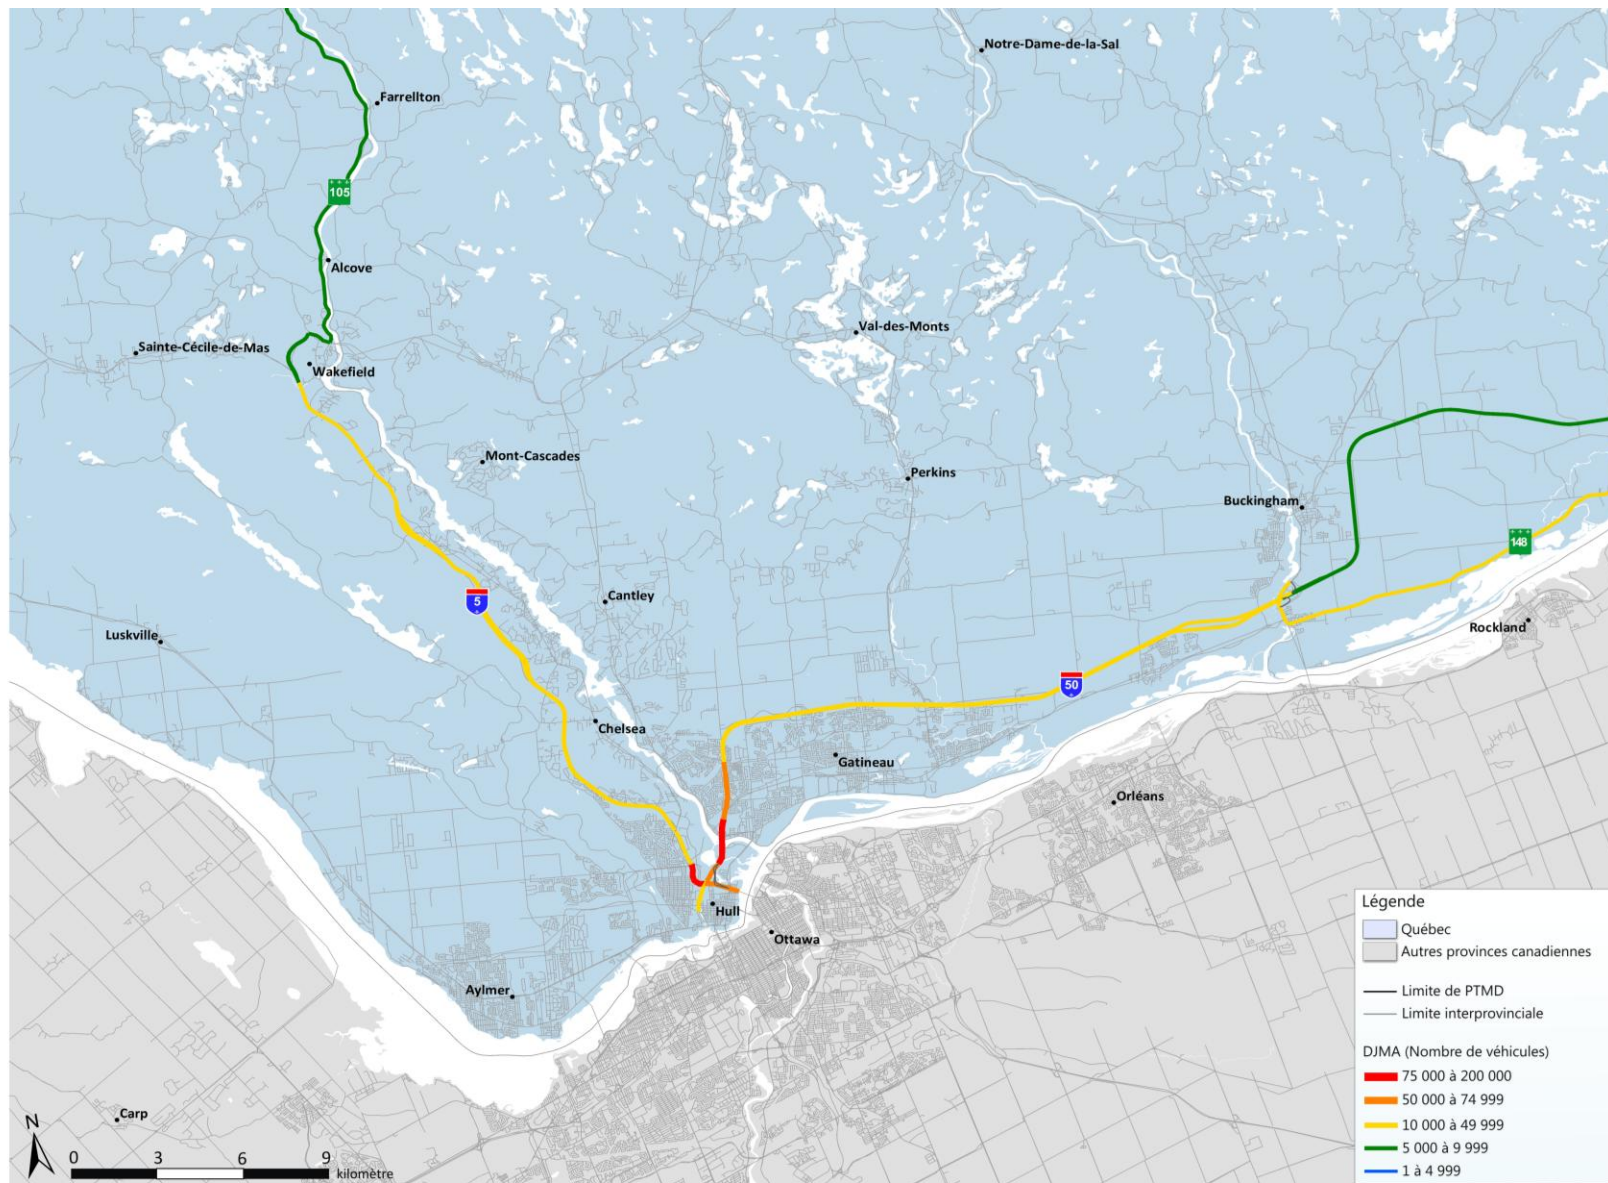 Notre-Dame-de-la-Sal
Farrellton
105
Alcove
Val-des-Monts
Sainte-Cécile-de-Mas
Wakefield
Mont-Cascades
Perkins
Buckingham
148
5
Cantley
Luskville
Rockland
50
Chelsea
Gatineau
Orléans
Hull
Ottawa
Aylmer
Carp
N
0 3 6 9
kilomètre
Légende
Québec
Autres provinces canadiennes
Limite de PTMD
Limite interprovinciale
DJMA (Nombre de véhicules)
75 000 à 200 000
50 000 à 74 999
10 000 à 49 999
5 000 à 9 999
1 à 4 999